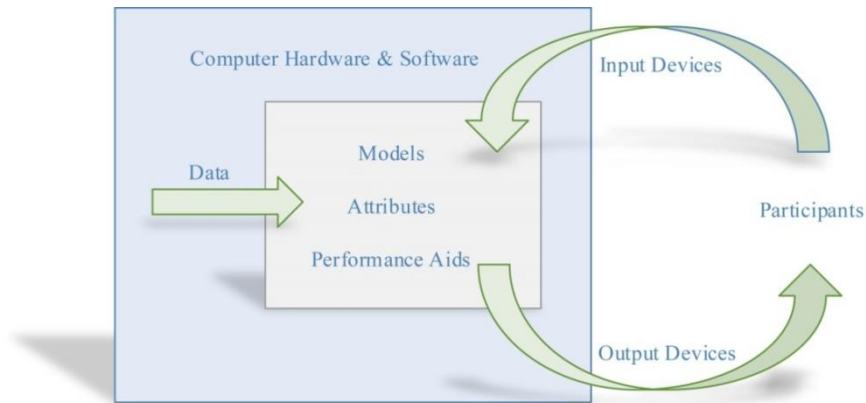 Computer Hardware & Software
Input Devices
Models
Data
Attributes
Participants
Performance Aids
Output Devices